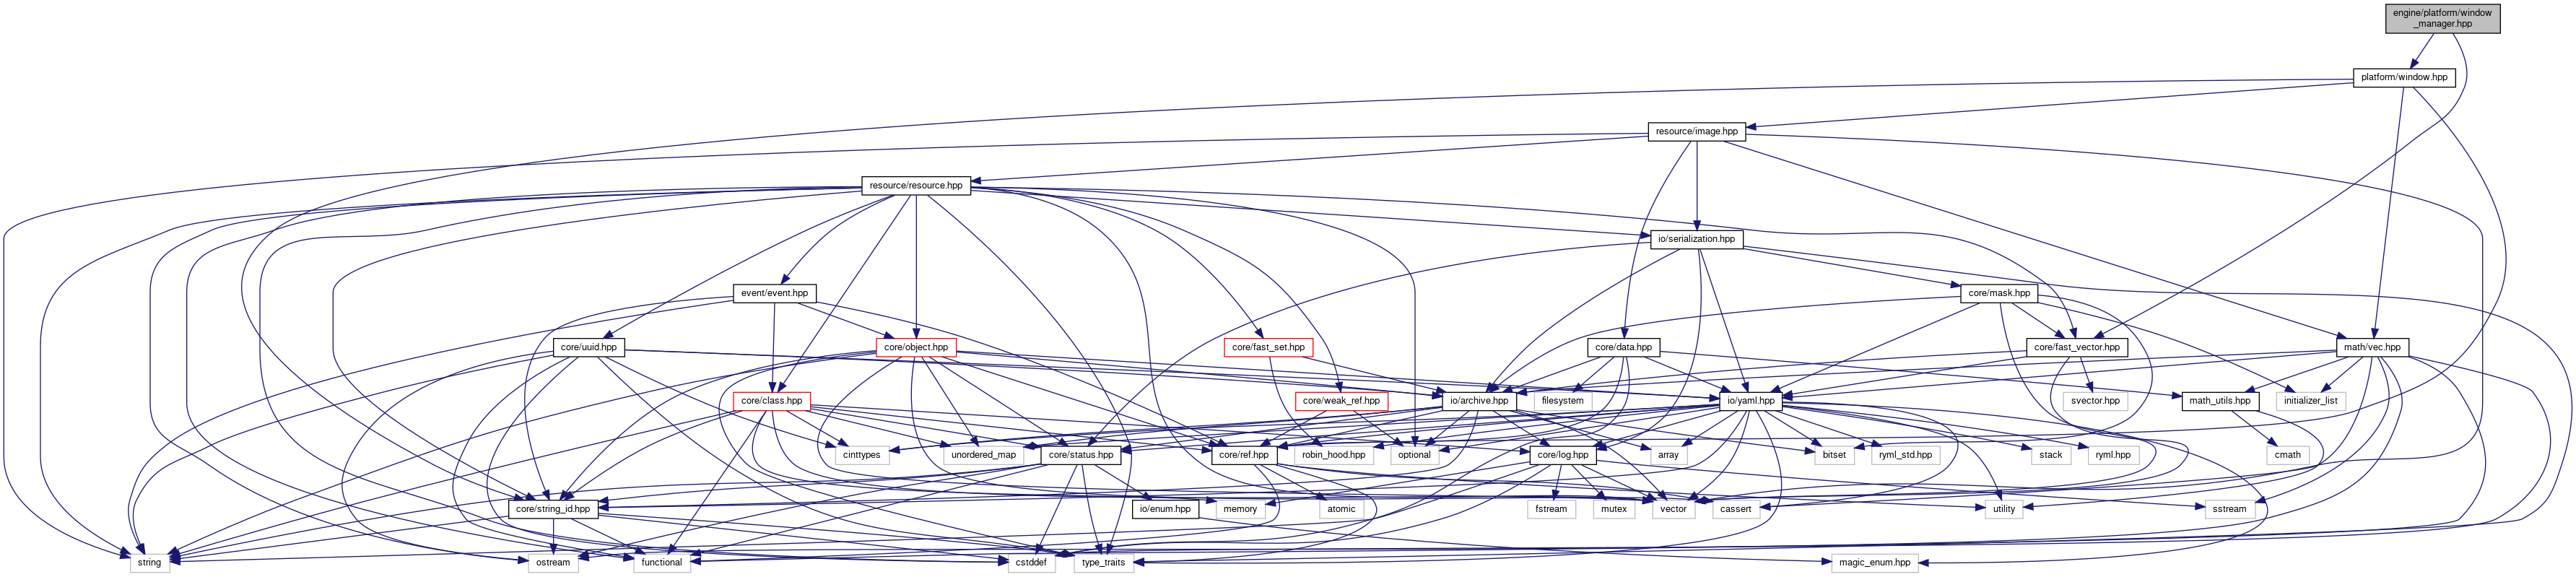 engine/platform/window
_manager.hpp
platform/window.hpp
resource/image.hpp
resource/resource.hpp
io/serialization.hpp
event/event.hpp
core/mask.hpp
core/uuid.hpp
core/object.hpp
core/fast_set.hpp
core/data.hpp
core/fast_vector.hpp
math/vec.hpp
core/class.hpp
core/weak_ref.hpp
io/archive.hpp
filesystem
io/yaml.hpp
svector.hpp
math_utils.hpp
initializer_list
cinttypes
unordered_map
core/status.hpp
core/ref.hpp
robin_hood.hpp
optional
core/log.hpp
array
bitset
ryml_std.hpp
stack
ryml.hpp
cmath
core/string_id.hpp
io/enum.hpp
memory
atomic
fstream
mutex
vector
cassert
utility
sstream
string
ostream
functional
cstddef
type_traits
magic_enum.hpp